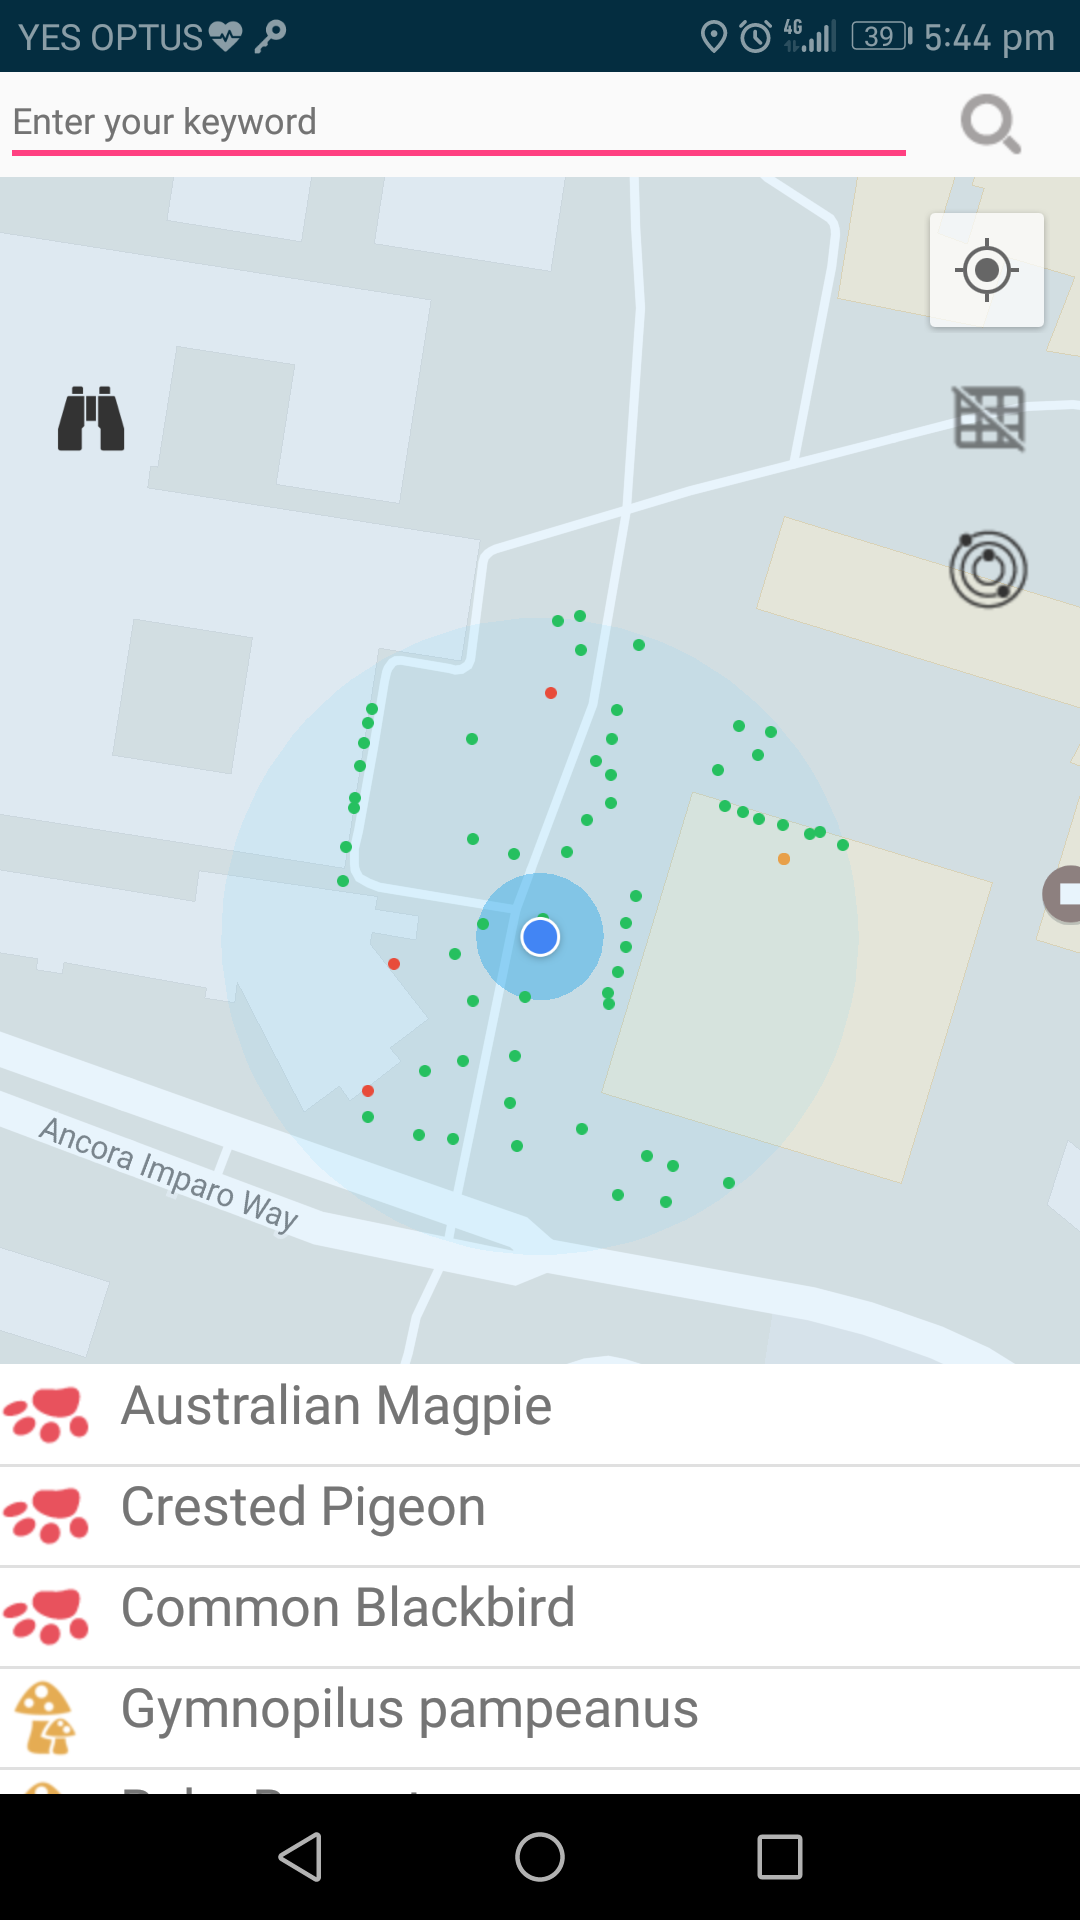 YES OPTUS 4G 39 5:44 pm
Enter your keyword
Ancora Imparo Way
Australian Magpie
Crested Pigeon
Common Blackbird
Gymnopilus pampeanus